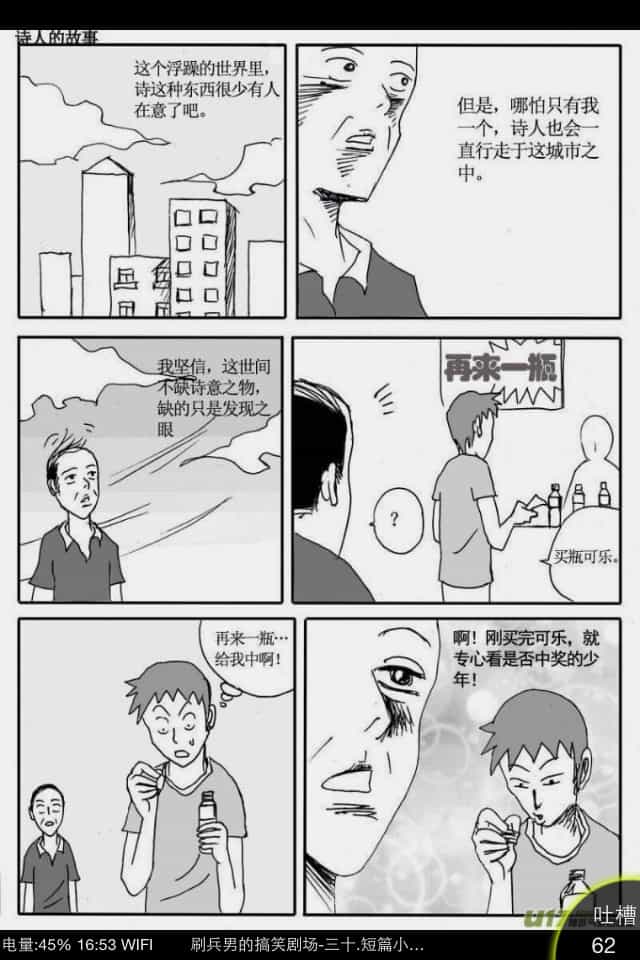 诗人的故事
这个浮躁的世界里，
诗这种东西很少有人
在意了吧。
但是，哪怕只有我
一个，诗人也会一
直行走于这城市之
中。
我坚信，这世间
不缺诗意之物，
缺的只是发现之
眼
再来一瓶
？
买瓶可乐。
再来一瓶…
给我中啊！
啊！刚买完可乐，就
专心看是否中奖的少
年！
吐槽
电量:45% 16:53 WIFI
刷兵男的搞笑剧场-三十.短篇小…
62